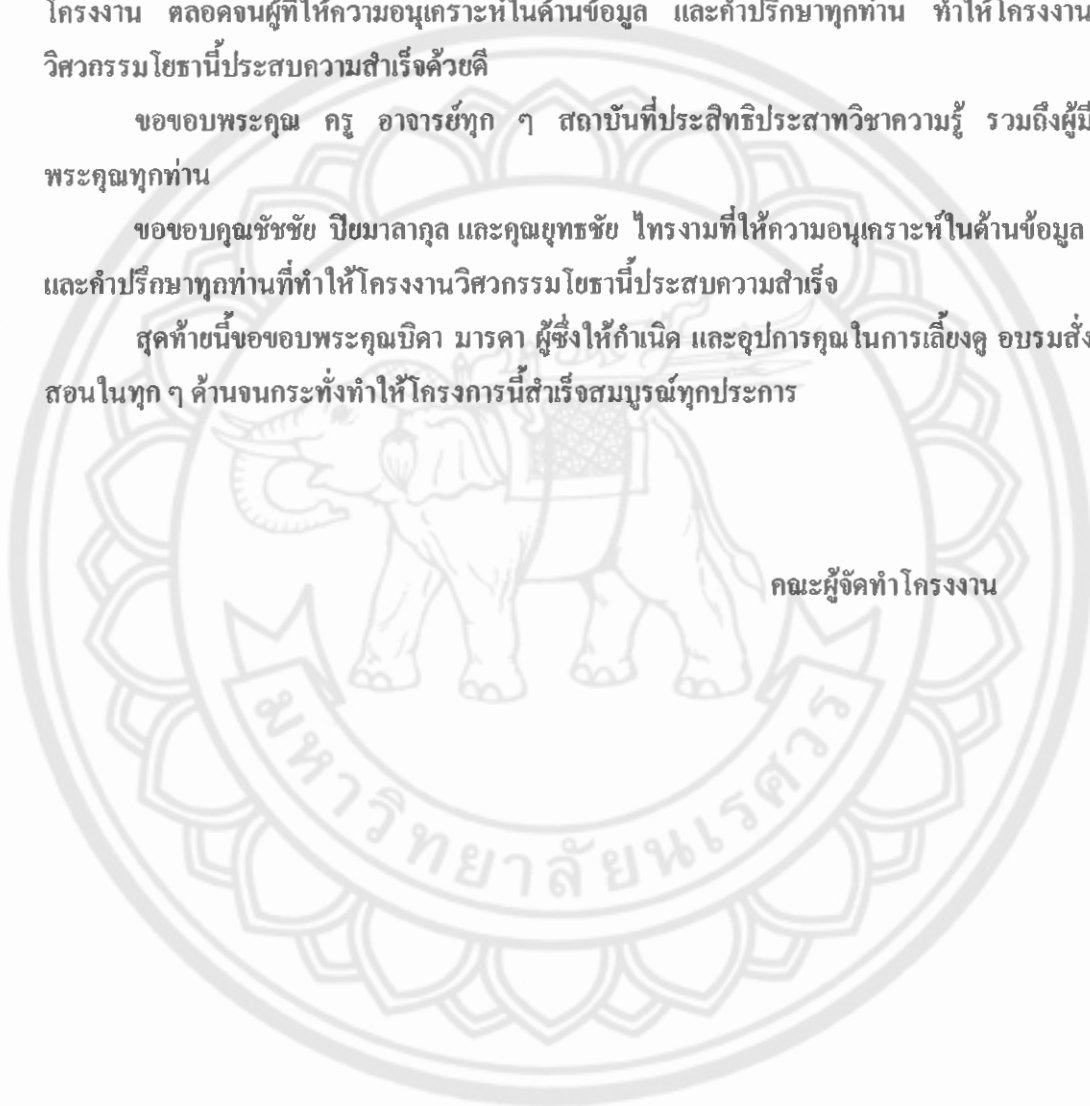 โครงงาน ตลอดจนผู้ที่ให้ความอนุเคราะห์ในด้านข้อมูล และคำปรึกษาทุกท่าน ทำให้โครงงาน
วิศวกรรมโยธานี้ประสบความสำเร็จด้วยดี
ขอขอบพระคุณ ครู อาจารย์ทุก ๆ สถาบันที่ประสิทธิประสาทวิชาความรู้ รวมถึงผู้มี
พระคุณทุกท่าน
ขอขอบคุณชัชชัย ปิยมาลากุล และคุณยุทธชัย ไทรงามที่ให้ความอนุเคราะห์ในด้านข้อมูล
และคำปรึกษาทุกท่านที่ทำให้โครงงานวิศวกรรมโยธานี้ประสบความสำเร็จ
สุดท้ายนี้ขอขอบพระคุณบิดา มารดา ผู้ซึ่งให้กำเนิด และอุปการคุณในการเลี้ยงดู อบรมสั่ง
สอนในทุก ๆ ด้านจนกระทั่งทำให้โครงการนี้สำเร็จสมบูรณ์ทุกประการ
คณะผู้จัดทำโครงงาน
มหาวิทยาลัยนเรศวร